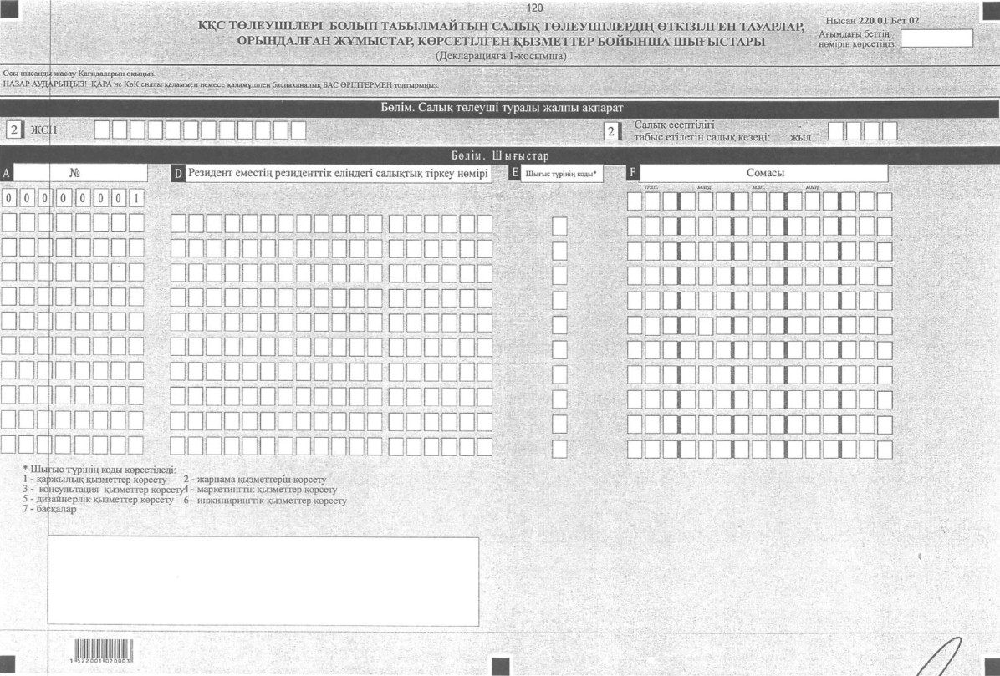 120
ҚҚС ТӨЛЕУШІЛЕРІ БОЛЫП ТАБЫЛМАЙТЫН САЛЫҚ ТӨЛЕУШІЛЕРДІҢ ӨТКІЗІЛГЕН ТАУАРЛАР,
ОРЫНДАЛҒАН ЖҰМЫСТАР, КӨРСЕТІЛГЕН ҚЫЗМЕТТЕР БОЙЫНША ШЫҒЫСТАРЫ
(Декларацияға 1-қосымша)
Нысан 220.01 Бет 02
Ағымдағы беттің
нөмірін көрсетіңіз:
Осы нысанды жасау Қағидаларын оқыңыз.
НАЗАР АУДАРЫҢЫЗ! ҚАРА не КөК сиялы қаламмен немесе қаламұшпен баспаханалық БАС ӘРІПТЕРМЕН толтырыңыз.
Бөлім. Салық төлеуші туралы жалпы ақпарат
2 ЖСН
2 Салық есептілігі
табыс етілетін салық кезеңі: жыл
Бөлім. Шығыстар
A № D Резидент еместің резиденттік еліндегі салықтық тіркеу нөмірі E Шығыс түрінің коды* F Сомасы
трлн. млрд. млн. мың.
0 0 0 0 0 0 0 1
* Шығыс түрінің коды көрсетіледі:
1 - қаржылық қызметтер көрсету 2 - жарнама қызметтерін көрсету
3 - консультация қызметтер көрсету 4 - маркетингтік қызметтер көрсету
5 - дизайнерлік қызметтер көрсету 6 - инжинирингтік қызметтер көрсету
7 - басқалар
1 522001 020003